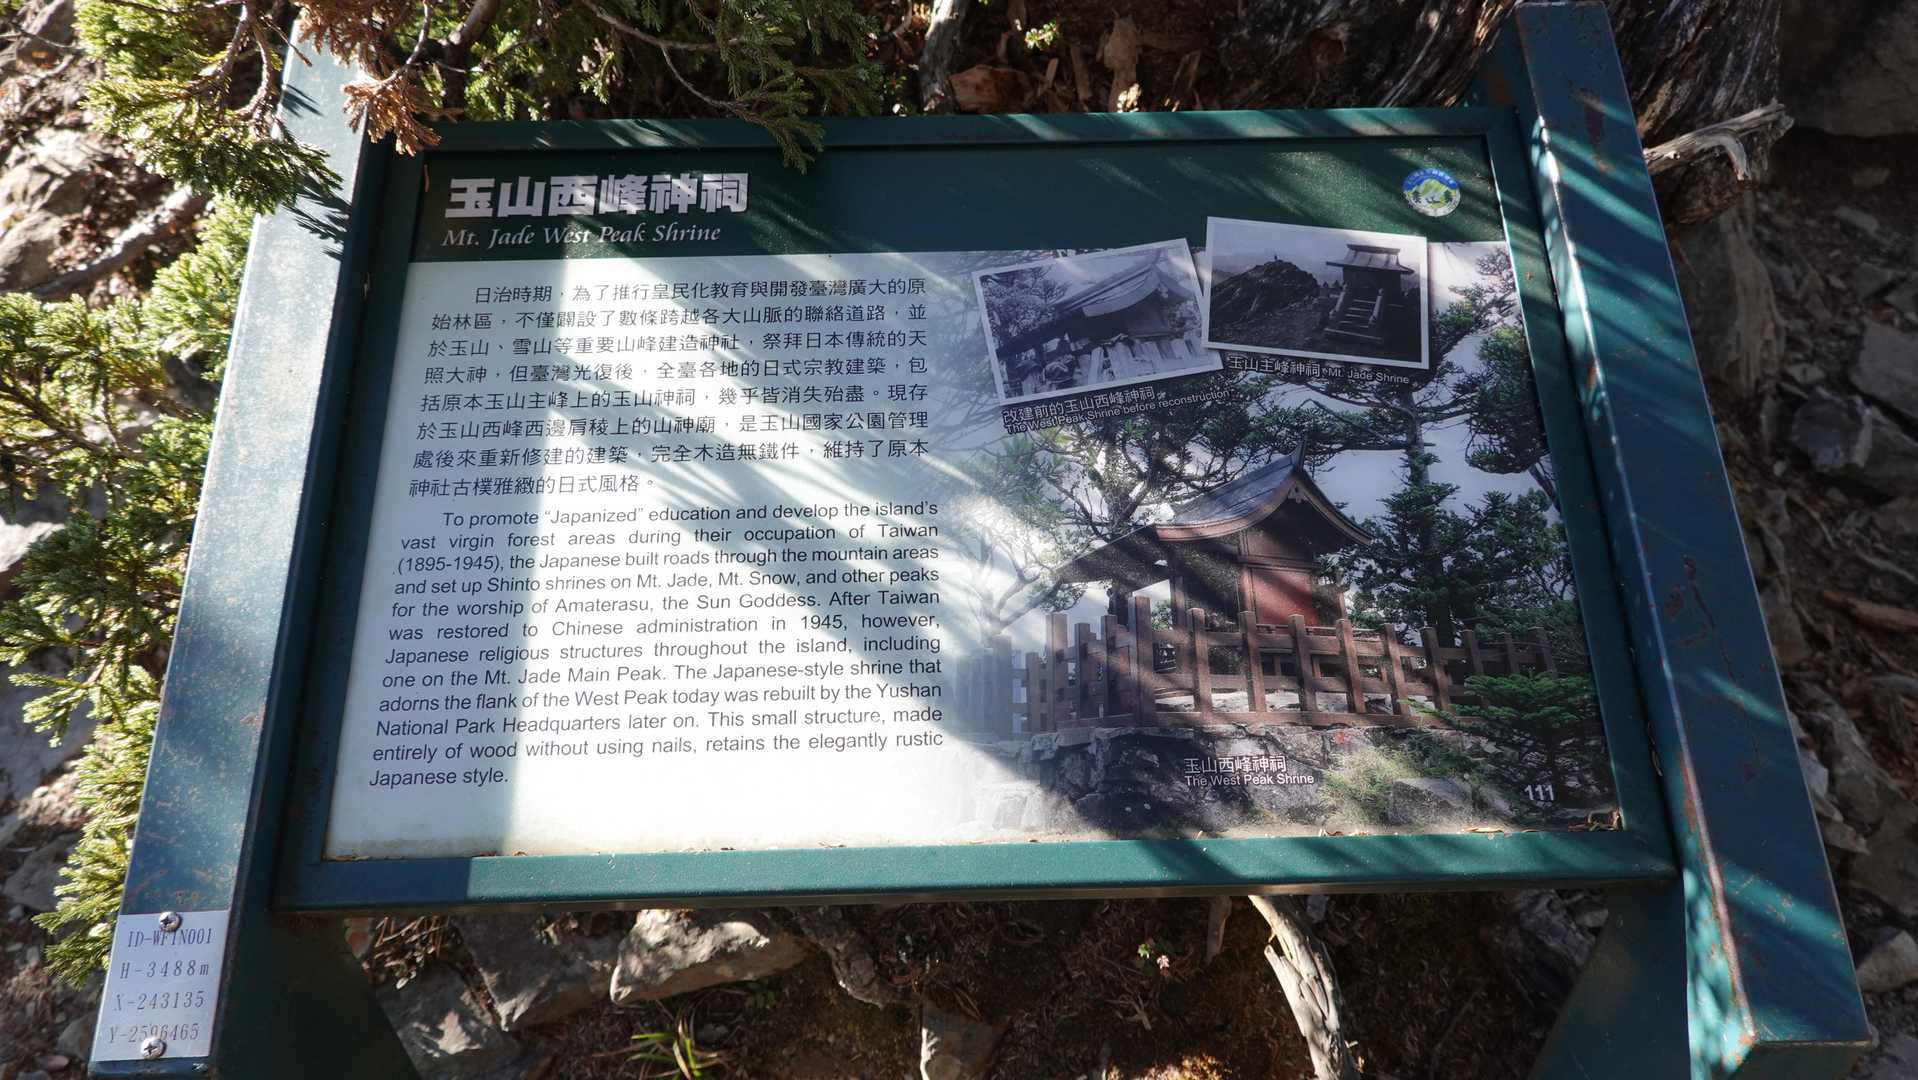 玉山西峰神祠
Mt. Jade West Peak Shrine
日治時期，為了推行皇民化教育與開發臺灣廣大的原
始林區，不僅闢設了數條跨越各大山脈的聯絡道路，並
於玉山、雪山等重要山峰建造神社，祭拜日本傳統的天
照大神，但臺灣光復後，全臺各地的日式宗教建築，包
括原本玉山主峰上的玉山神祠，幾乎皆消失殆盡。現存
於玉山西峰西邊肩稜上的山神廟，是玉山國家公園管理
處後來重新修建的建築，完全木造無鐵件，維持了原本
神社古樸雅緻的日式風格。
To promote “Japanized” education and develop the island’s
vast virgin forest areas during their occupation of Taiwan
(1895-1945), the Japanese built roads through the mountain areas
and set up Shinto shrines on Mt. Jade, Mt. Snow, and other peaks
for the worship of Amaterasu, the Sun Goddess. After Taiwan
was restored to Chinese administration in 1945, however,
Japanese religious structures throughout the island, including
one on the Mt. Jade Main Peak. The Japanese-style shrine that
adorns the flank of the West Peak today was rebuilt by the Yushan
National Park Headquarters later on. This small structure, made
entirely of wood without using nails, retains the elegantly rustic
Japanese style.
改建前的玉山西峰神祠
The West Peak Shrine before reconstruction
玉山主峰神祠 Mt. Jade Shrine
玉山西峰神祠
The West Peak Shrine
111
ID-WF1N001
H-3488m
X-243135
Y-2596465